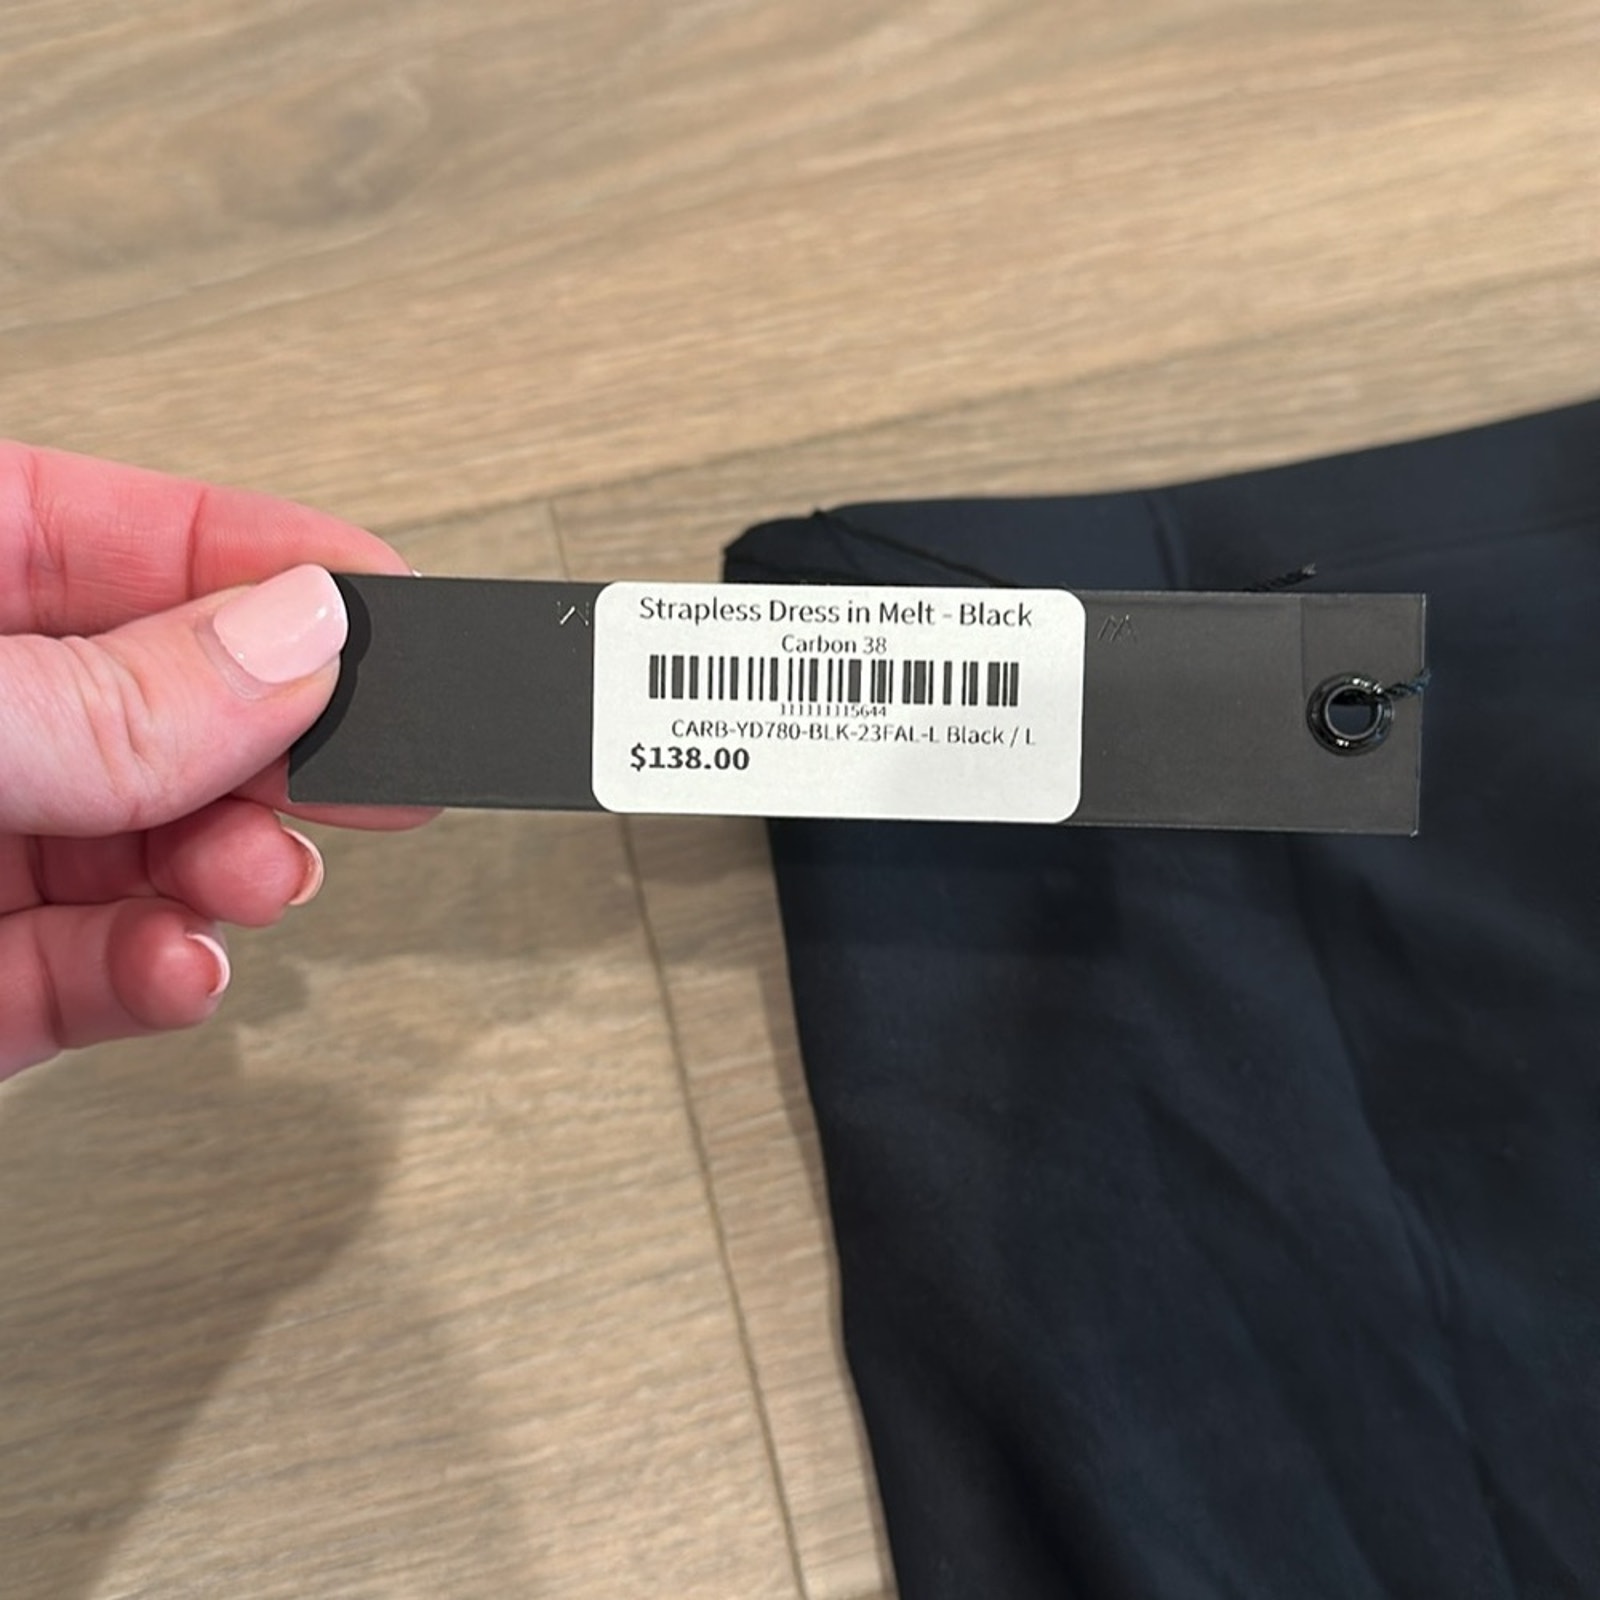 Strapless Dress in Melt - Black
Carbon 38
111111115644
CARB-YD780-BLK-23FAL-L Black / L
$138.00